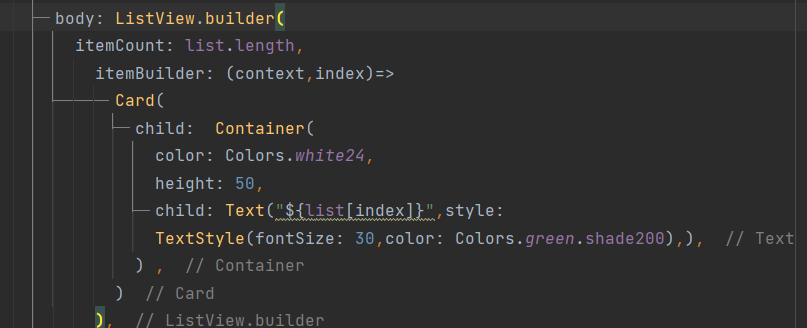 body: ListView.builder(
itemCount: list.length,
itemBuilder: (context,index)=>
Card(
child:  Container(
color: Colors.white24,
height: 50,
child: Text("${list[index]}",style:
TextStyle(fontSize: 30,color: Colors.green.shade200),),  // Text
) ,  // Container
)  // Card
),  // ListView.builder